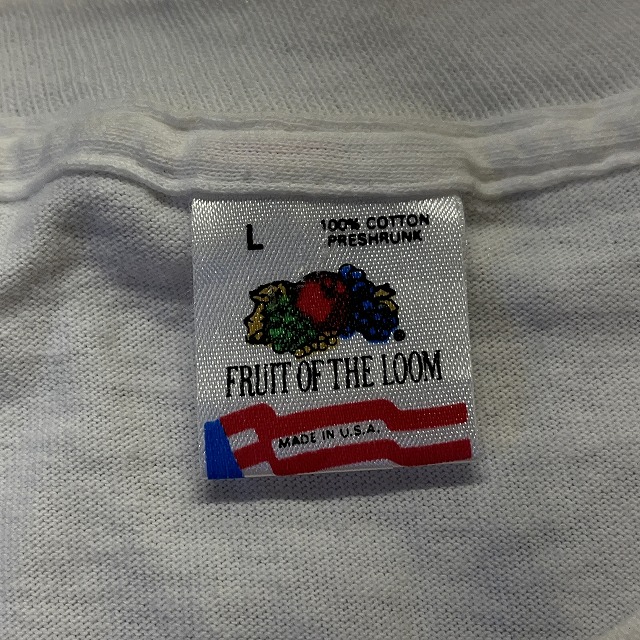 L
100% COTTON
PRESHRUNK
FRUIT OF THE LOOM
MADE IN U.S.A.